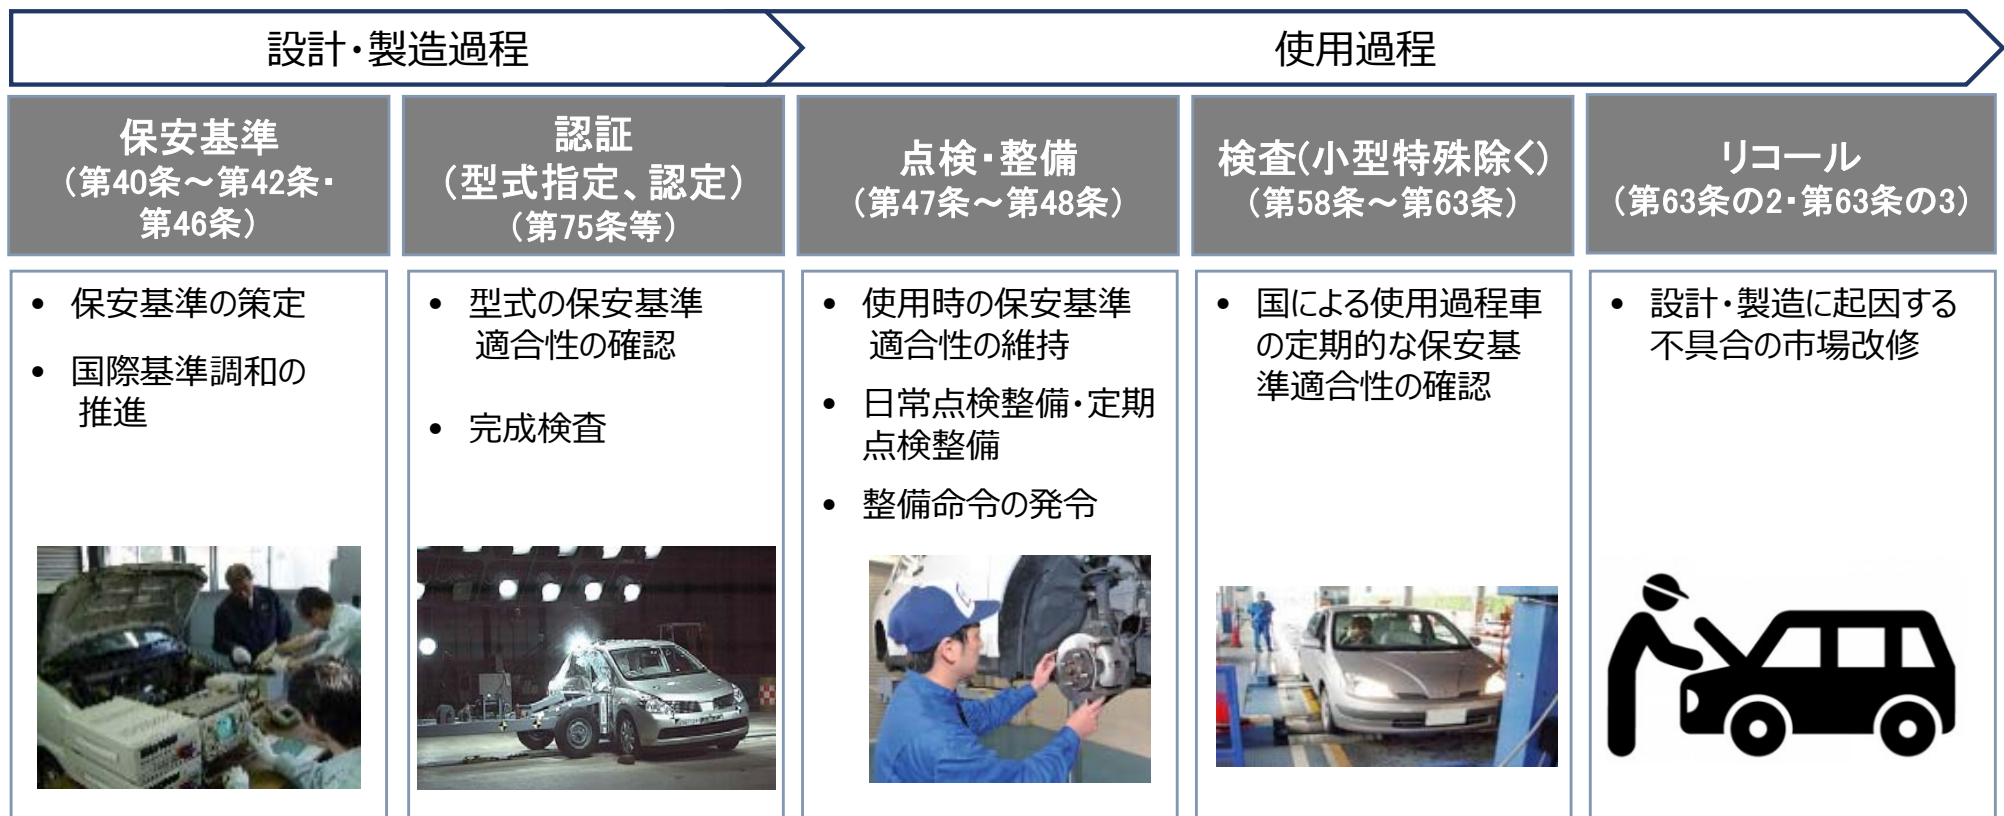 設計・製造過程
使用過程
保安基準
（第40条～第42条・
第46条）
認証
（型式指定、認定）
（第75条等）
点検・整備
（第47条～第48条）
検査(小型特殊除く)
（第58条～第63条）
リコール
（第63条の2・第63条の3）
• 保安基準の策定
• 国際基準調和の
推進
• 型式の保安基準
適合性の確認
• 完成検査
• 使用時の保安基準
適合性の維持
• 日常点検整備・定期
点検整備
• 整備命令の発令
• 国による使用過程車
の定期的な保安基
準適合性の確認
• 設計・製造に起因する
不具合の市場改修